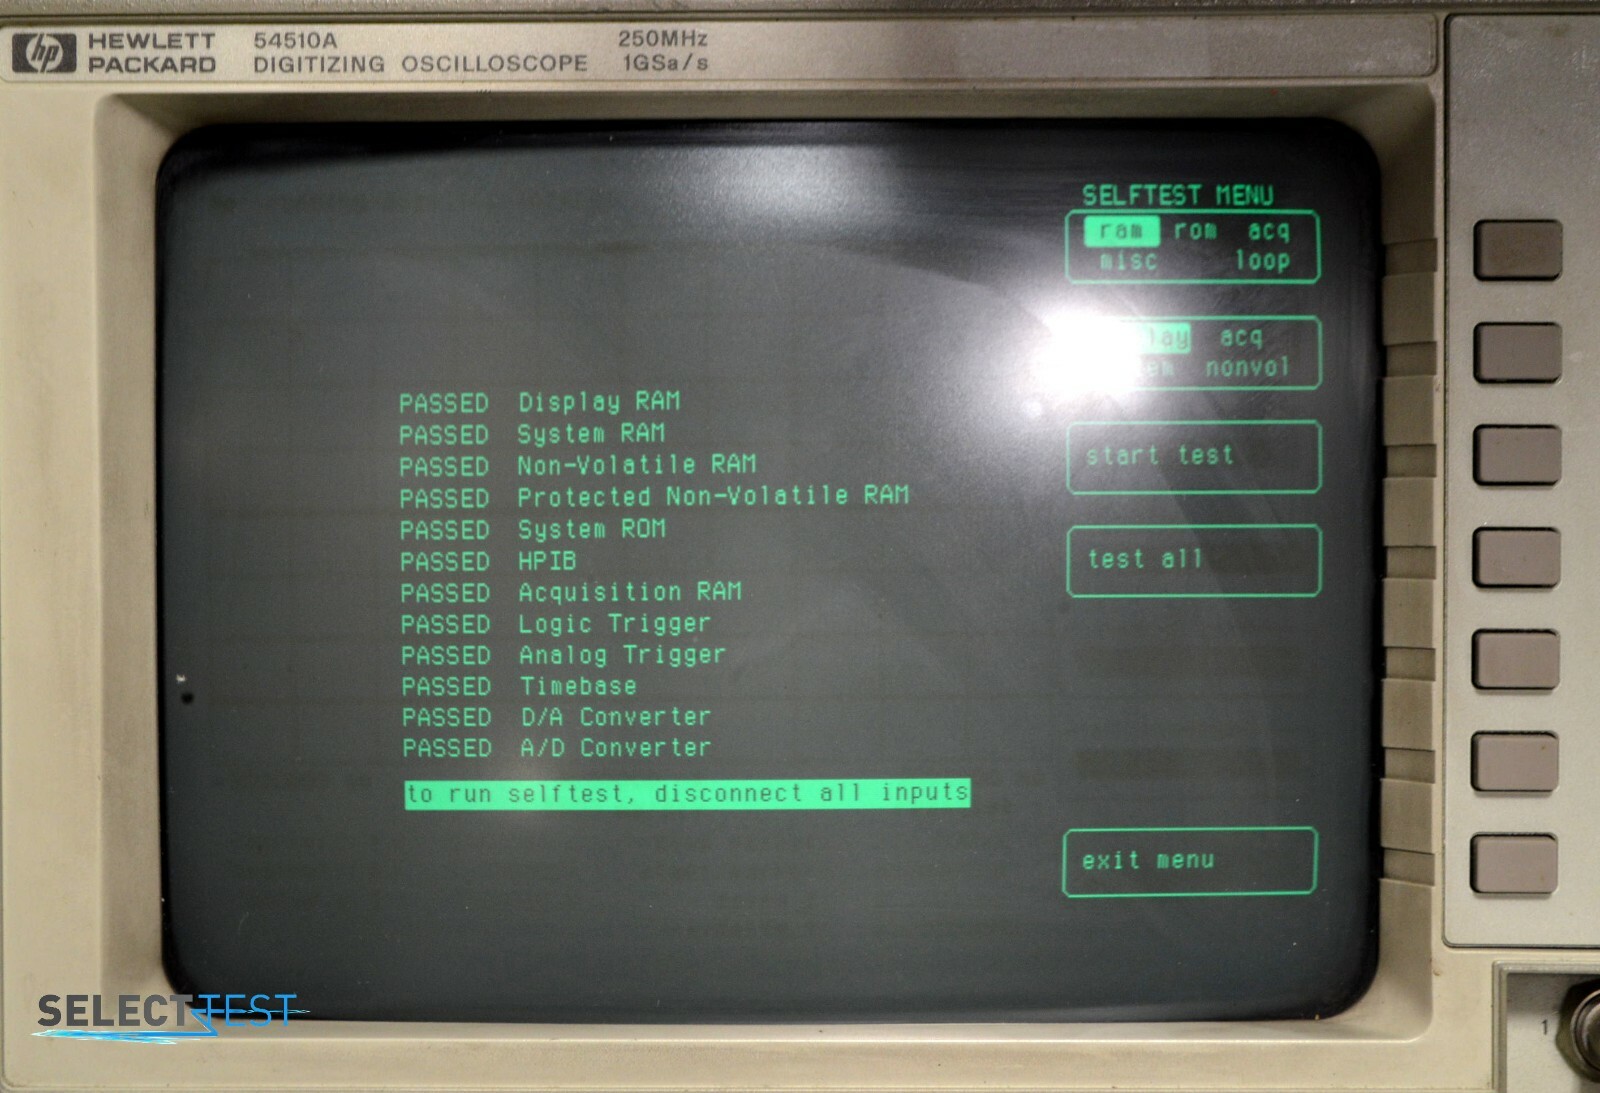 hp HEWLETT PACKARD
54510A
DIGITIZING OSCILLOSCOPE
250MHz
1GSa/s
SELFTEST MENU
ram rom acq
misc loop
acq
nonvol
start test
test all
exit menu
PASSED Display RAM
PASSED System RAM
PASSED Non-Volatile RAM
PASSED Protected Non-Volatile RAM
PASSED System ROM
PASSED HPIB
PASSED Acquisition RAM
PASSED Logic Trigger
PASSED Analog Trigger
PASSED Timebase
PASSED D/A Converter
PASSED A/D Converter
to run selftest, disconnect all inputs
SELECTTEST
1